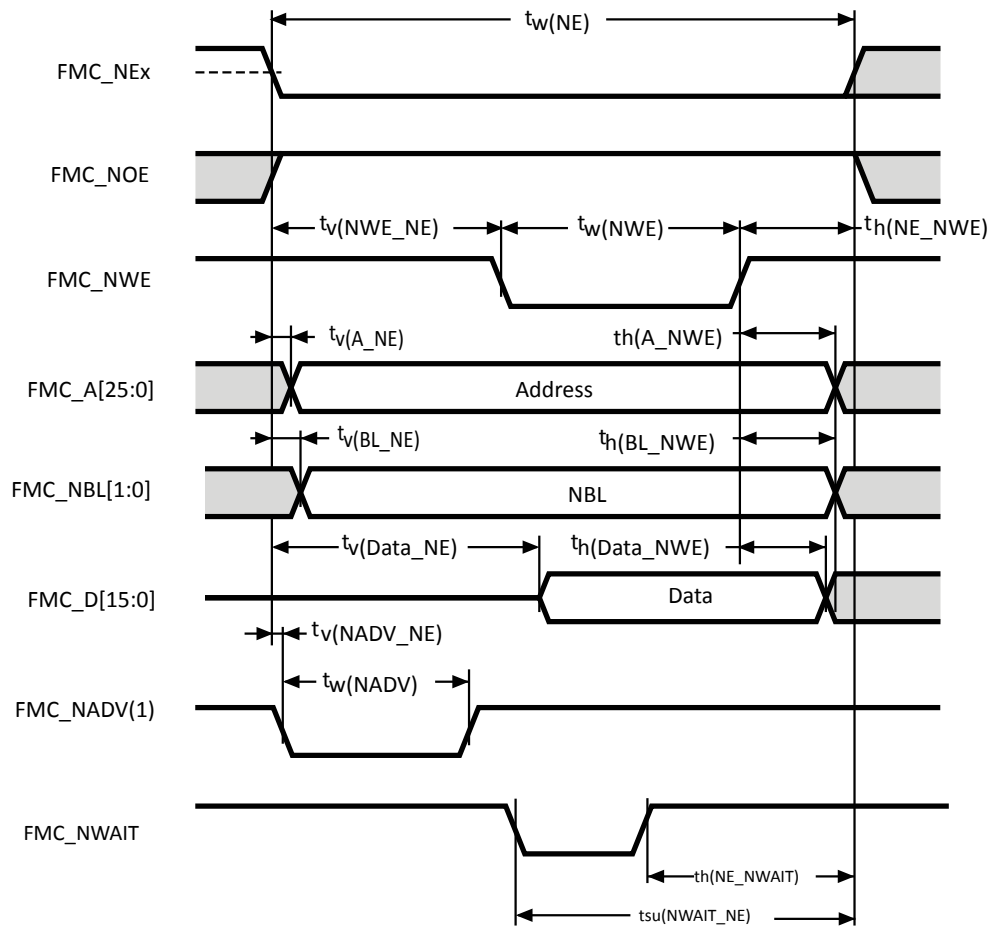 tw(NE)
FMC_NEx
FMC_NOE
tv(NWE_NE)
tw(NWE)
th(NE_NWE)
FMC_NWE
tv(A_NE)
th(A_NWE)
FMC_A[25:0]
Address
tv(BL_NE)
th(BL_NWE)
FMC_NBL[1:0]
NBL
tv(Data_NE)
th(Data_NWE)
FMC_D[15:0]
Data
tv(NADV_NE)
tw(NADV)
FMC_NADV(1)
FMC_NWAIT
th(NE_NWAIT)
tsu(NWAIT_NE)